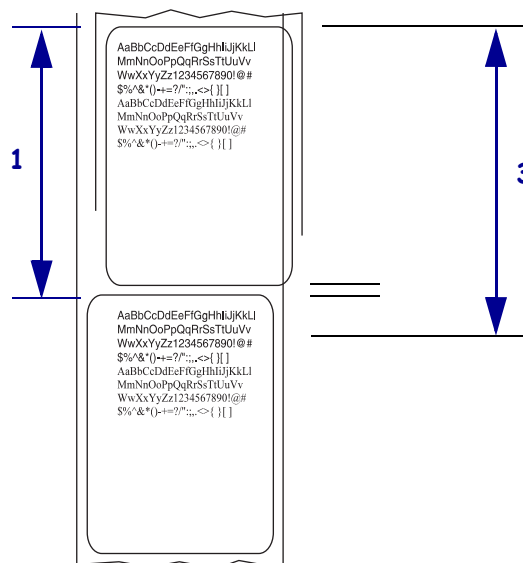 AaBbCcDdEeFfGgHhIiJjKkLl
MmNnOoPpQqRrSsTtUuVv
WwXxYyZz1234567890!@#
$%^&*()-+=?/":;,.<>{ }[ ]
AaBbCcDdEeFfGgHhIiJjKkLl
MmNnOoPpQqRrSsTtUuVv
WwXxYyZz1234567890!@#
$%^&*()-+=?/":;,.<>{ }[ ]
1
3
AaBbCcDdEeFfGgHhIiJjKkLl
MmNnOoPpQqRrSsTtUuVv
WwXxYyZz1234567890!@#
$%^&*()-+=?/":;,.<>{ }[ ]
AaBbCcDdEeFfGgHhIiJjKkLl
MmNnOoPpQqRrSsTtUuVv
WwXxYyZz1234567890!@#
$%^&*()-+=?/":;,.<>{ }[ ]